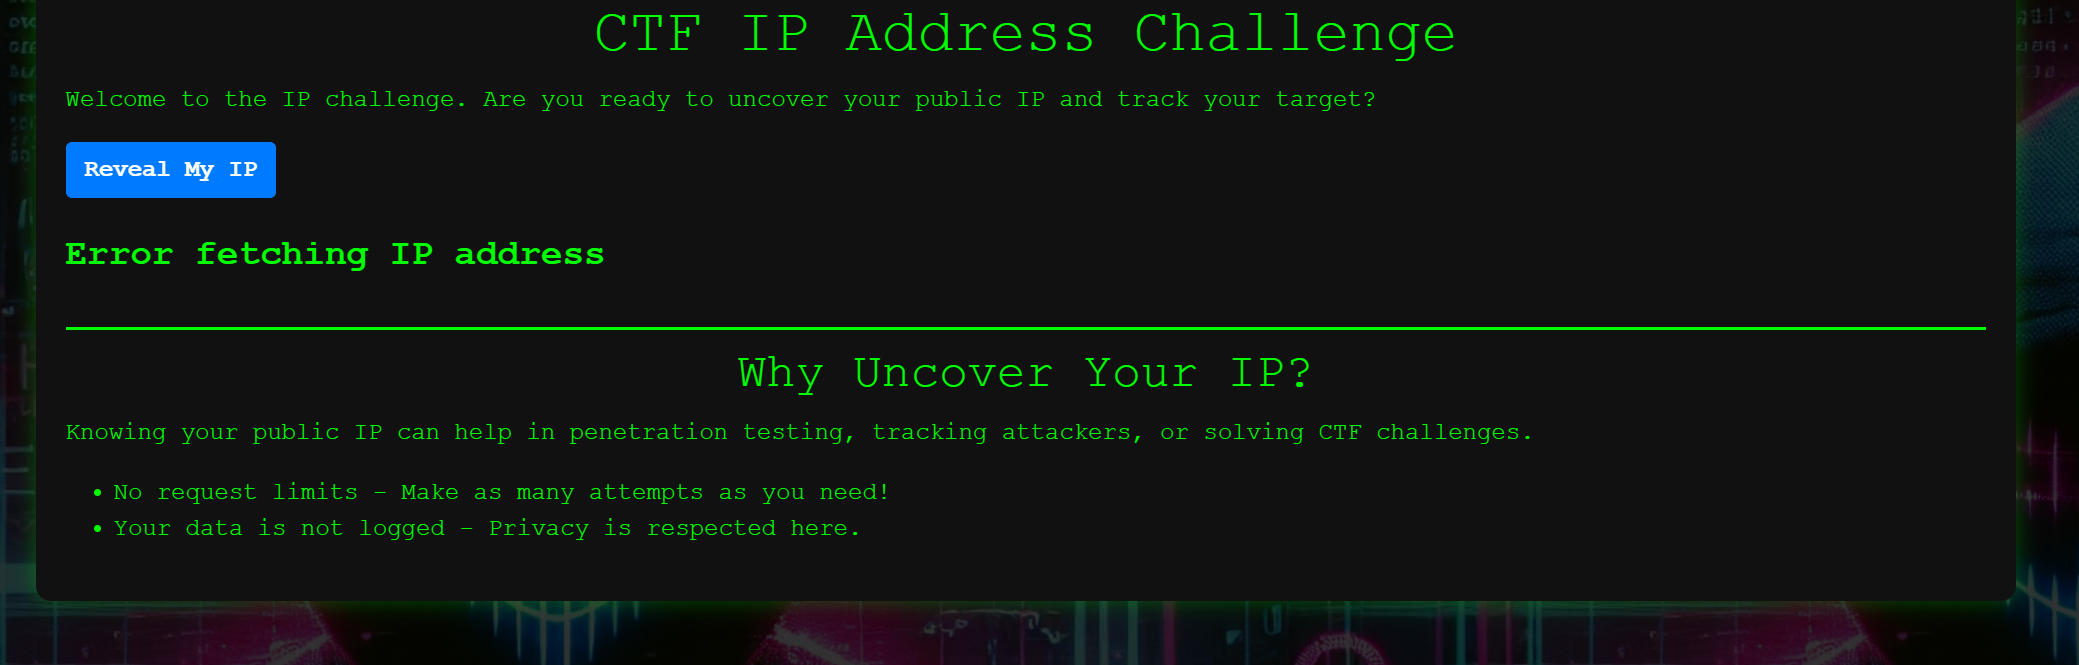 CTF IP Address Challenge
Welcome to the IP challenge. Are you ready to uncover your public IP and track your target?
Reveal My IP
Error fetching IP address
Why Uncover Your IP?
Knowing your public IP can help in penetration testing, tracking attackers, or solving CTF challenges.
• No request limits – Make as many attempts as you need!
• Your data is not logged – Privacy is respected here.